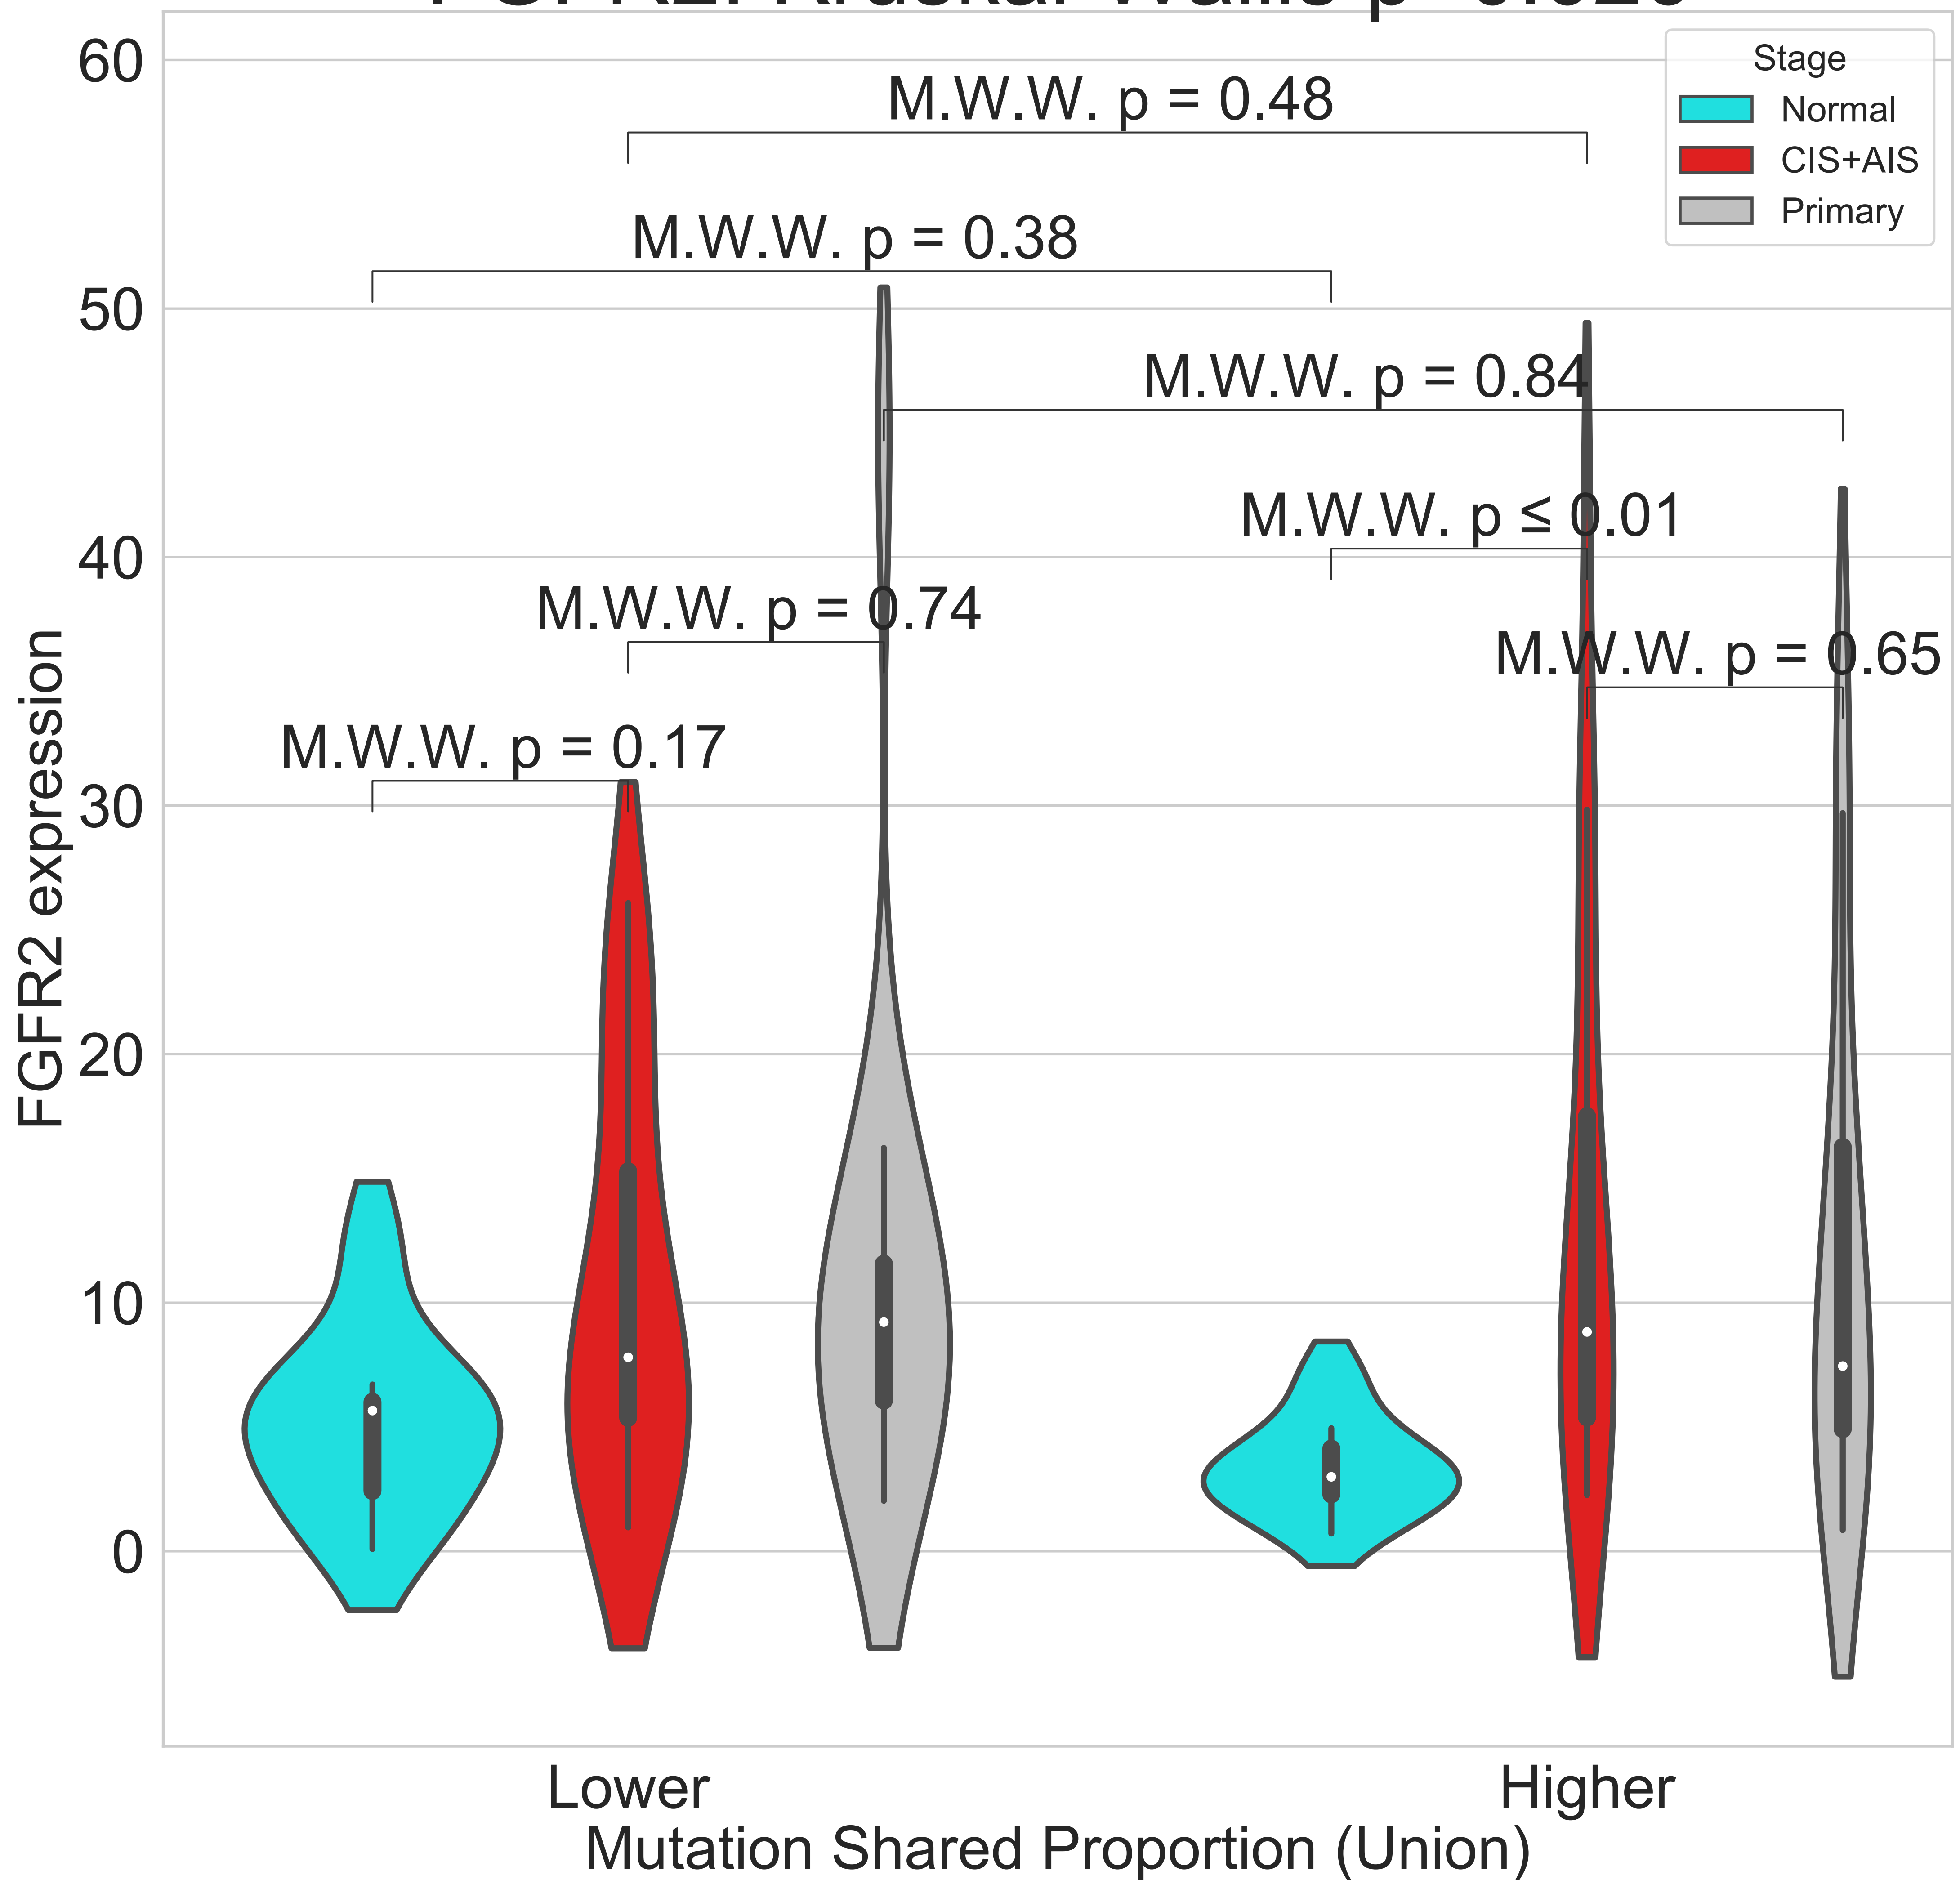 60
50
40
30
20
10
0
FGFR2 expression
Stage
Normal
CIS+AIS
Primary
M.W.W. p = 0.48
M.W.W. p = 0.38
M.W.W. p = 0.84
M.W.W. p ≤ 0.01
M.W.W. p = 0.74
M.W.W. p = 0.65
M.W.W. p = 0.17
Lower
Higher
Mutation Shared Proportion (Union)